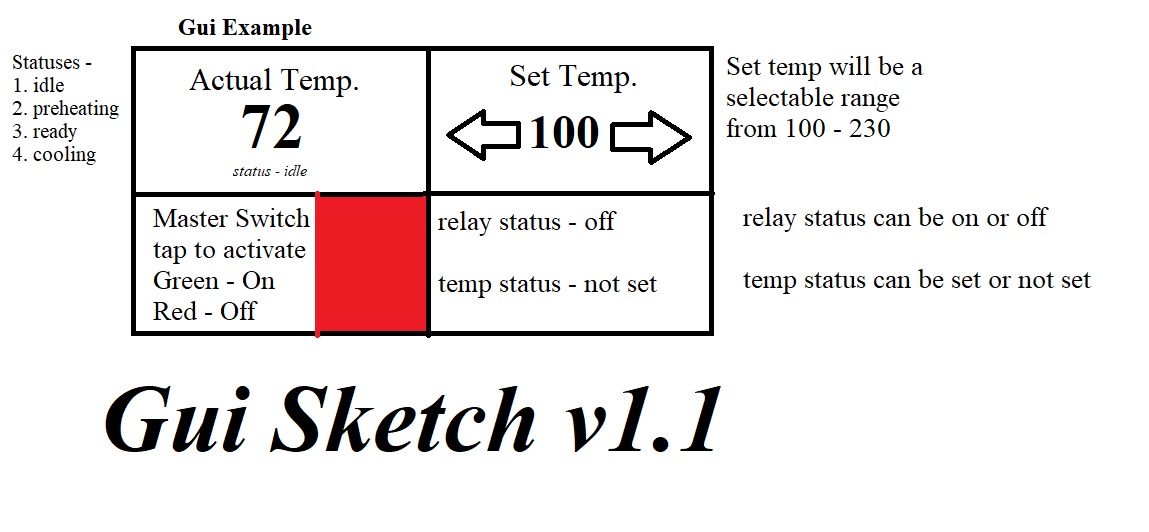 Gui Example
Statuses -
1. idle
2. preheating
3. ready
4. cooling
Actual Temp.
72
status - idle
Set Temp.
100
Set temp will be a
selectable range
from 100 - 230
Master Switch
tap to activate
Green - On
Red - Off
relay status - off
temp status - not set
relay status can be on or off
temp status can be set or not set
Gui Sketch v1.1